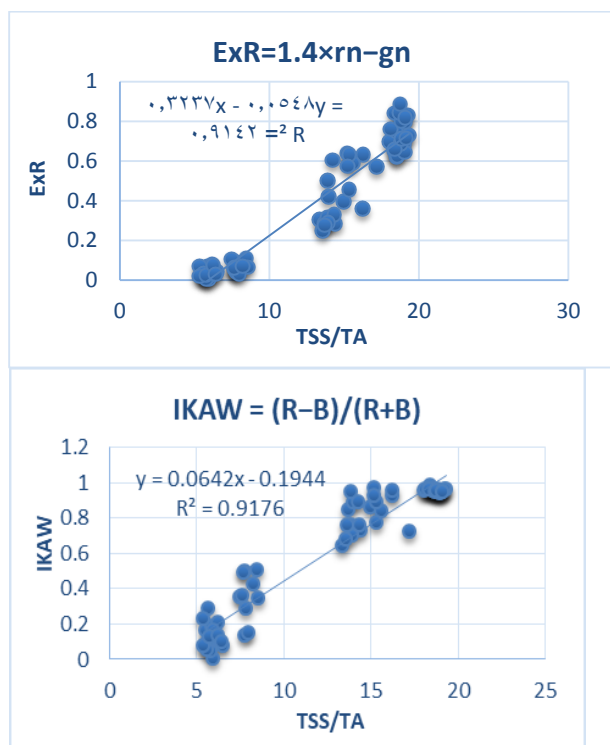 ExR=1.4×rn−gn
٠,٣٢٣٧x - ٠,٠٥٤٨y =
٠,٩١٤٢ =² R
1
0.8
0.6
0.4
0.2
0
ExR
0 10 20 30
TSS/TA
IKAW = (R−B)/(R+B)
y = 0.0642x - 0.1944
R² = 0.9176
1.2
1
0.8
0.6
0.4
0.2
0
IKAW
0 5 10 15 20 25
TSS/TA